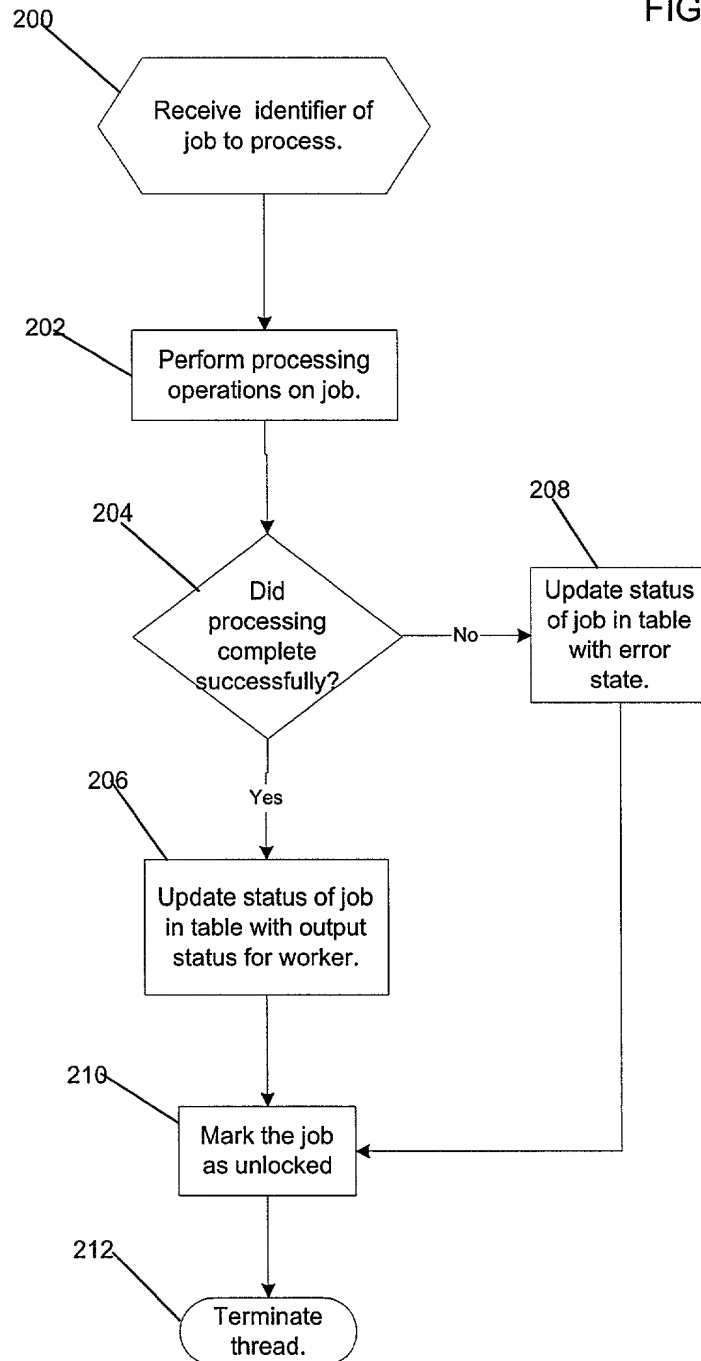 FIG
200
Receive identifier of
job to process.
202
Perform processing
operations on job.
204
Did
processing
complete
successfully?
No
208
Update status
of job in table
with error
state.
Yes
206
Update status of job
in table with output
status for worker.
210
Mark the job
as unlocked
212
Terminate
thread.